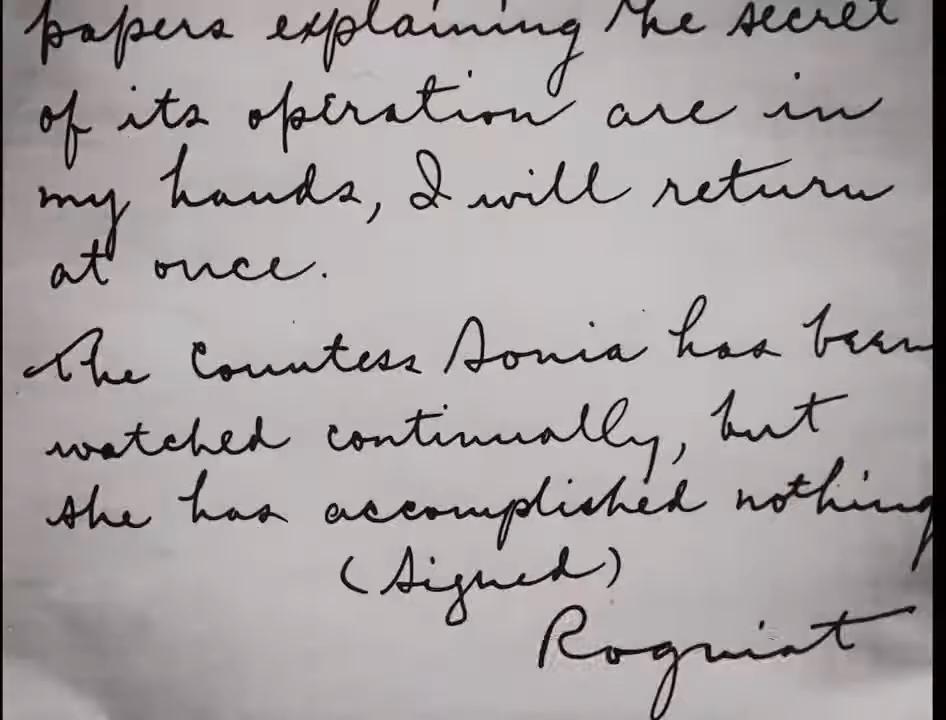 papers explaining the secret
of its operation are in
my hands, I will return
at once.
The Countess Sonia has been
watched continually, but
she has accomplished nothing
(Signed)
Rogniat